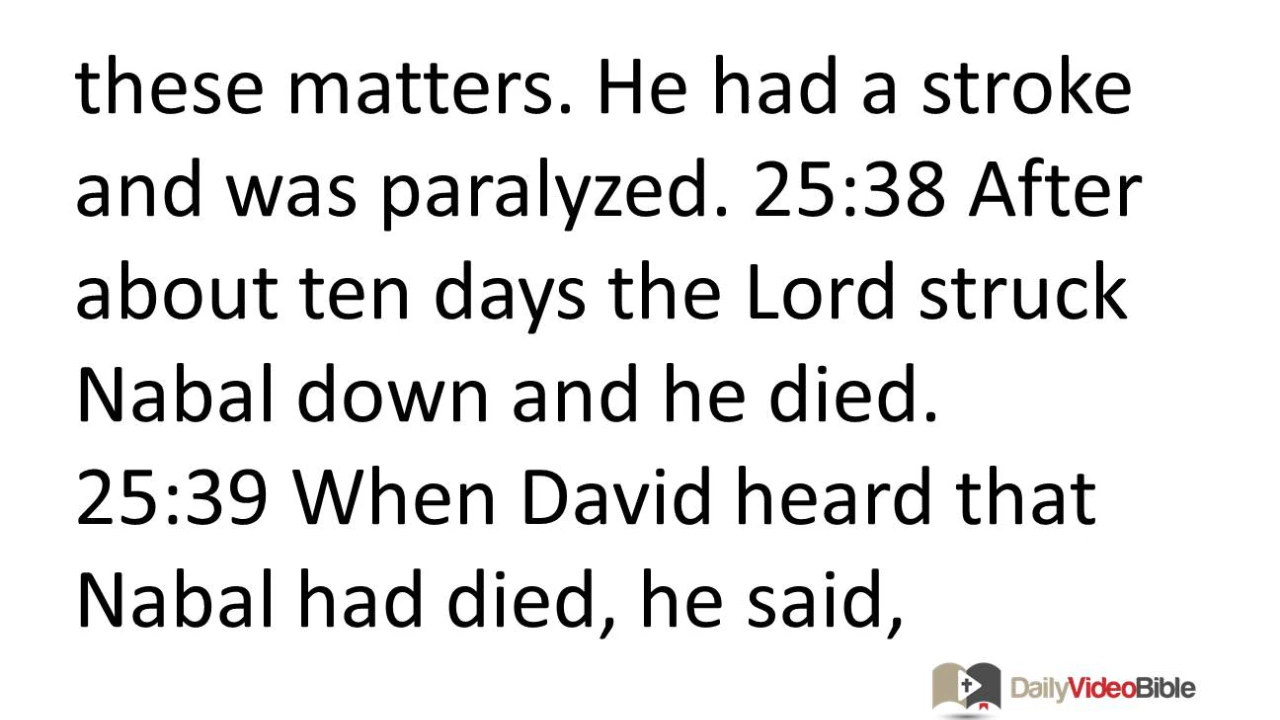 these matters. He had a stroke
and was paralyzed. 25:38 After
about ten days the Lord struck
Nabal down and he died.
25:39 When David heard that
Nabal had died, he said,
DailyVideoBible